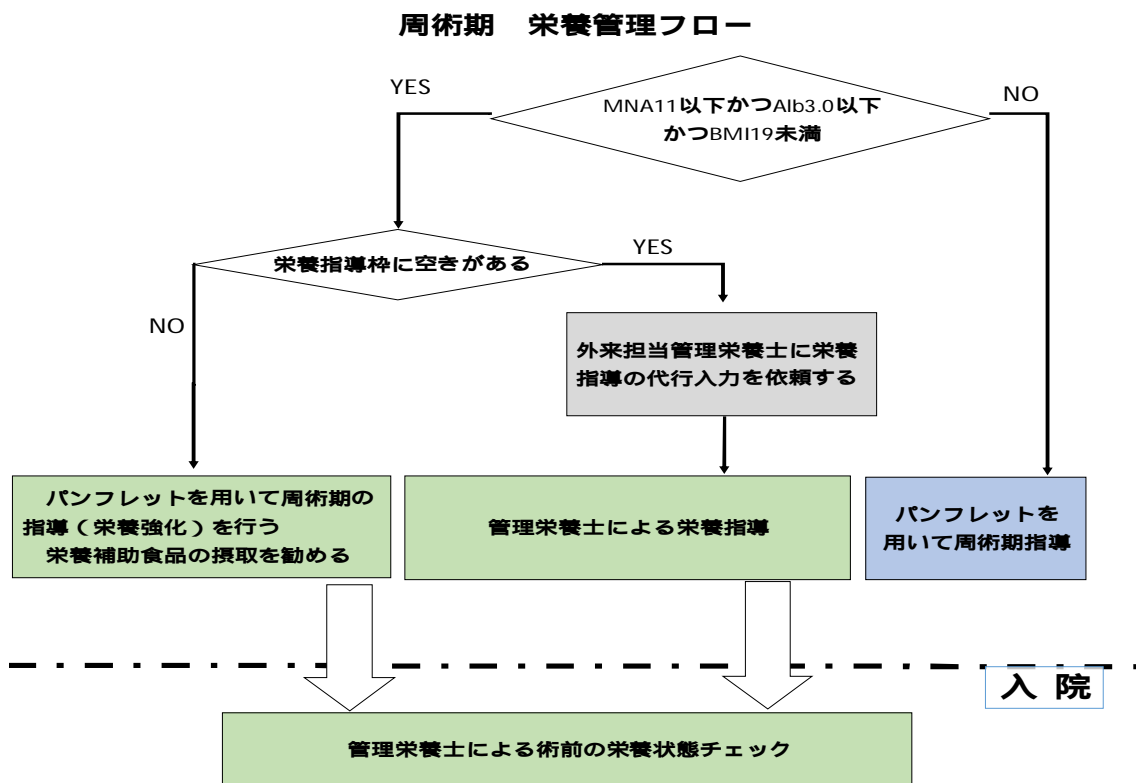 周術期　栄養管理フロー
YES
MNA11以下かつAlb3.0以下
かつBMI19未満
NO
栄養指導枠に空きがある
YES
NO
外来担当管理栄養士に栄養
指導の代行入力を依頼する
パンフレットを用いて周術期の
指導（栄養強化）を行う
栄養補助食品の摂取を勧める
管理栄養士による栄養指導
パンフレットを
用いて周術期指導
入 院
管理栄養士による術前の栄養状態チェック